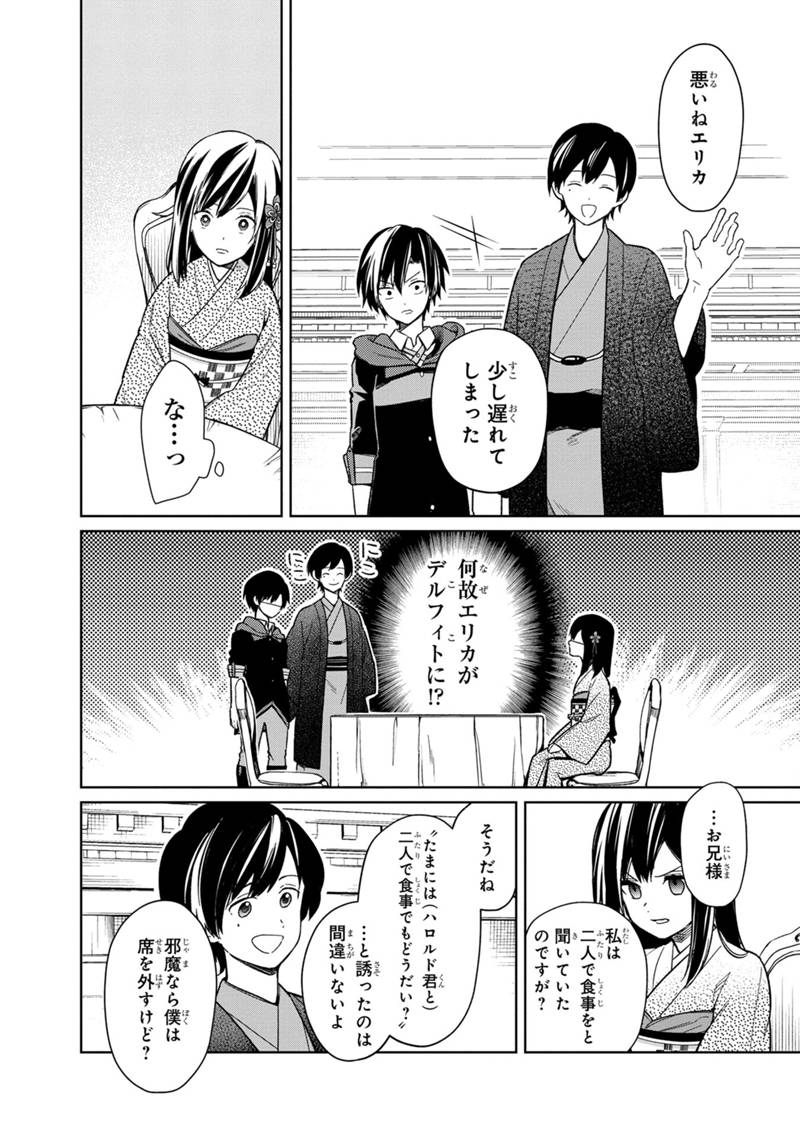 悪いねエリカ
少し遅れて
しまった
な…っ
にこ
にこ
何故エリカが
デルフィトに!?
…お兄様
私は
二人で食事をと
聞いていた
のですが?
そうだね
"たまには(ハロルド君と)
二人で食事でもどうだい?"
…と誘ったのは
間違いないよ
邪魔なら僕は
席を外すけど?